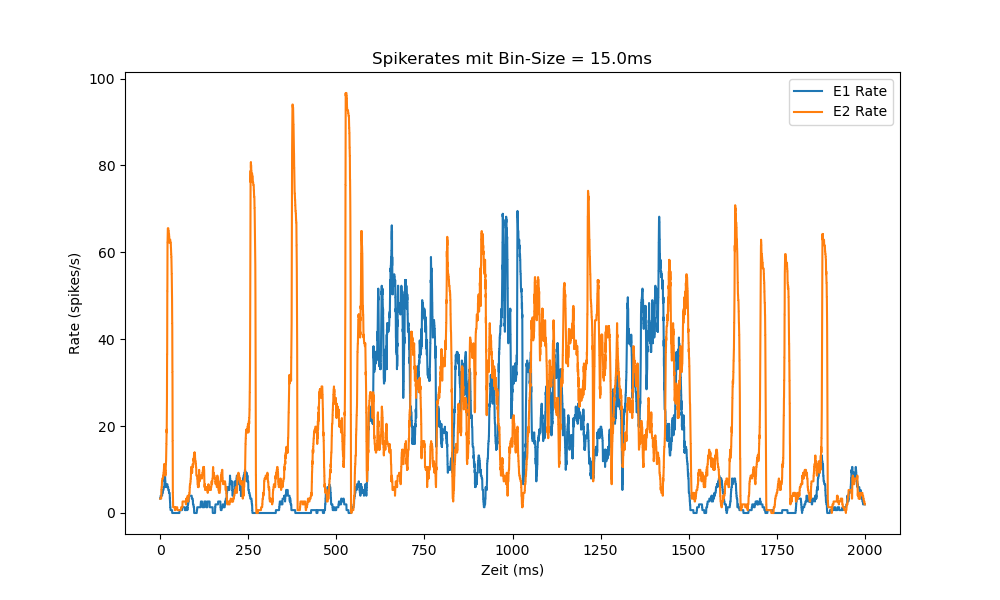 Spikerates mit Bin-Size = 15.0ms
E1 Rate
E2 Rate
Rate (spikes/s)
100
80
60
40
20
0
0 250 500 750 1000 1250 1500 1750 2000
Zeit (ms)